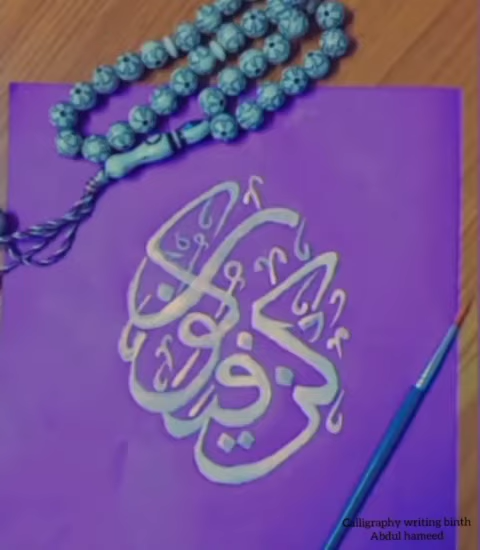 كن فيكون
Calligraphy writing binth
Abdul hameed